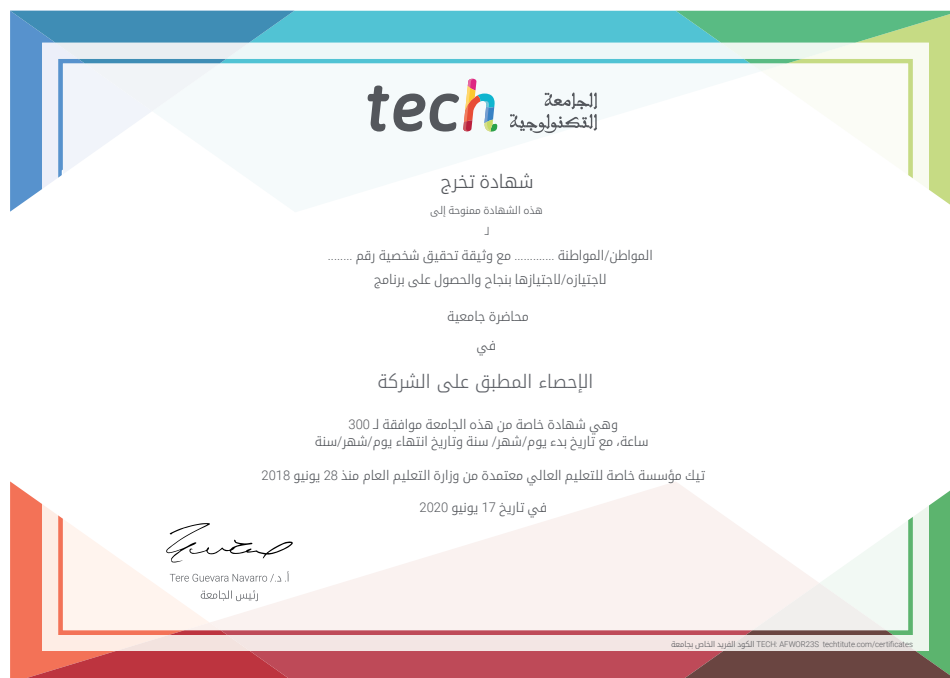 tech الجامعة
التكنولوجية
شهادة تخرج
هذه الشهادة ممنوحة إلى
لـ
المواطن/المواطنة ............. مع وثيقة تحقيق شخصية رقم ........
لاجتيازه/لاجتيازها بنجاح والحصول على برنامج
محاضرة جامعية
في
الإحصاء المطبق على الشركة
وهي شهادة خاصة من هذه الجامعة موافقة لـ 300
ساعة، مع تاريخ بدء يوم/شهر/ سنة وتاريخ انتهاء يوم/شهر/سنة
تيك مؤسسة خاصة للتعليم العالي معتمدة من وزارة التعليم العام منذ 28 يونيو 2018
في تاريخ 17 يونيو 2020
أ. د./ Tere Guevara Navarro
رئيس الجامعة
الكود الفريد الخاص بجامعة TECH: AFWOR23S techtitute.com/certificates